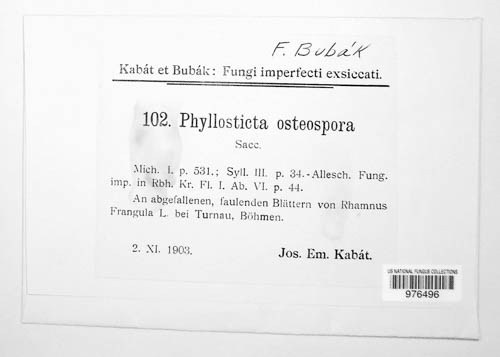 F. Bubák
Kabát et Bubák: Fungi imperfecti exsiccati.
102. Phyllosticta osteospora
Sacc.
Mich. I. p. 531.; Syll. III. p. 34.-Allesch. Fung.
imp. in Rbh. Kr. Fl. I. Ab. VI. p. 44.
An abgefallenen, faulenden Blättern von Rhamnus
Frangula L. bei Turnau, Böhmen.
2. XI. 1903.
Jos. Em. Kabát.
US NATIONAL FUNGUS COLLECTIONS
976496